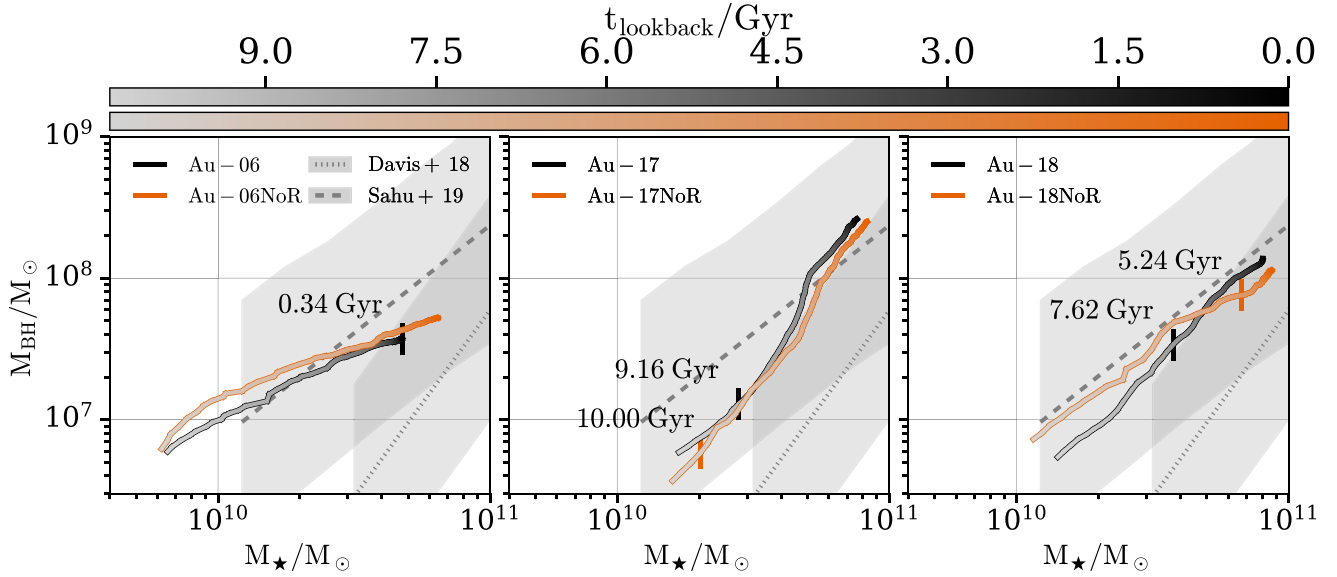 t_lookback/Gyr
9.0 7.5 6.0 4.5 3.0 1.5 0.0
10^9
10^8
10^7
M_BH/M_⊙
Au − 06
Au − 06NoR
Davis + 18
Sahu + 19
0.34 Gyr
10^10 10^11
M_★/M_⊙
Au − 17
Au − 17NoR
9.16 Gyr
10.00 Gyr
10^10 10^11
M_★/M_⊙
Au − 18
Au − 18NoR
5.24 Gyr
7.62 Gyr
10^10 10^11
M_★/M_⊙